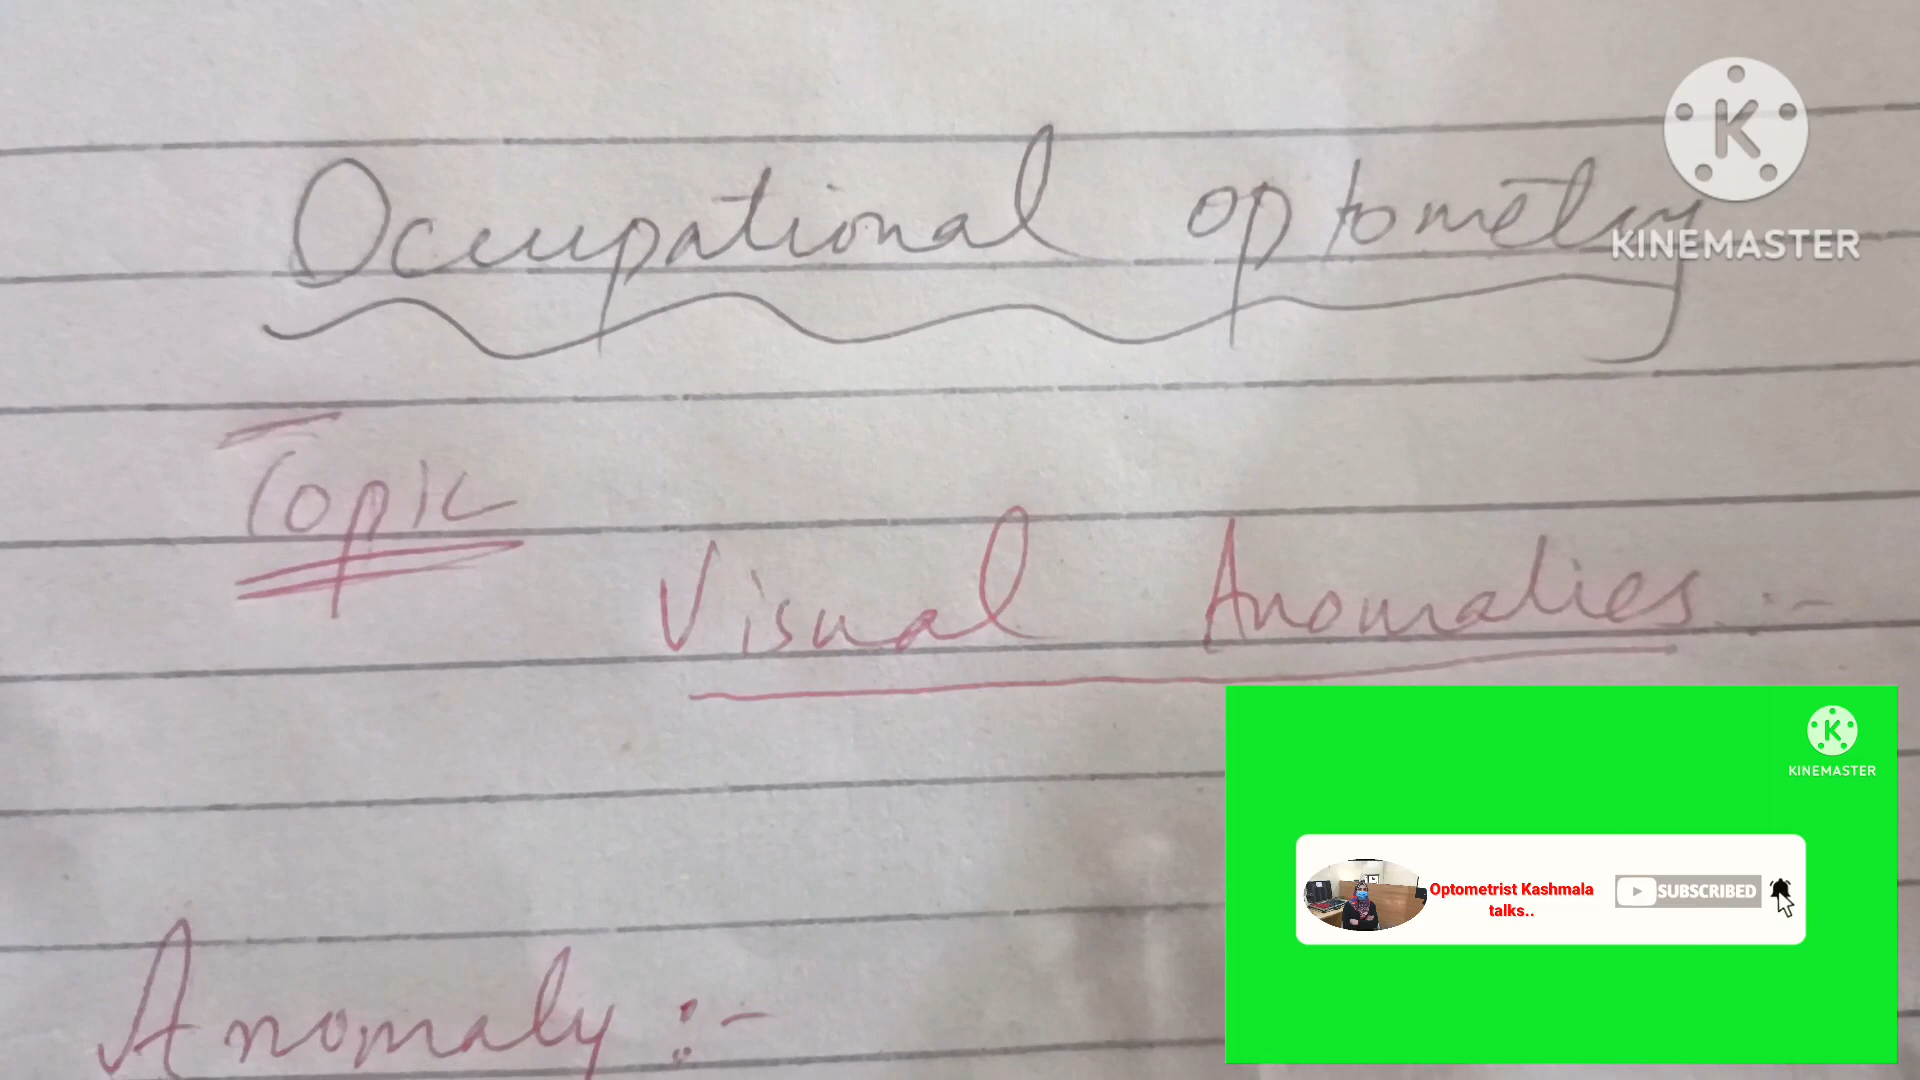 Occupational optometry
KINEMASTER
Topic
Visual Anomalies :-
K
KINEMASTER
Optometrist Kashmala
talks..
SUBSCRIBED
Anomaly :-